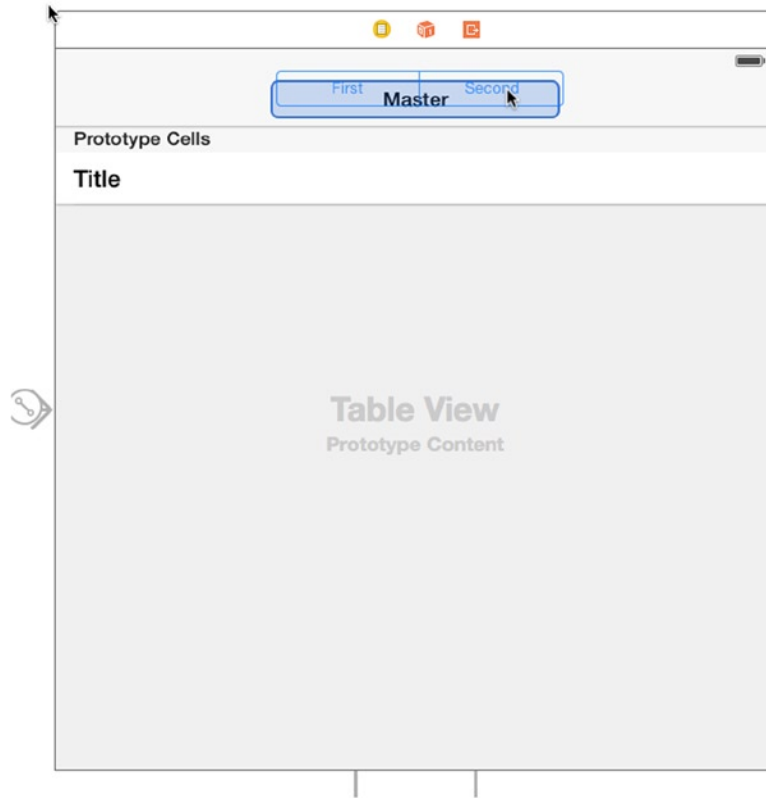 First Second
Master
Prototype Cells
Title
Table View
Prototype Content